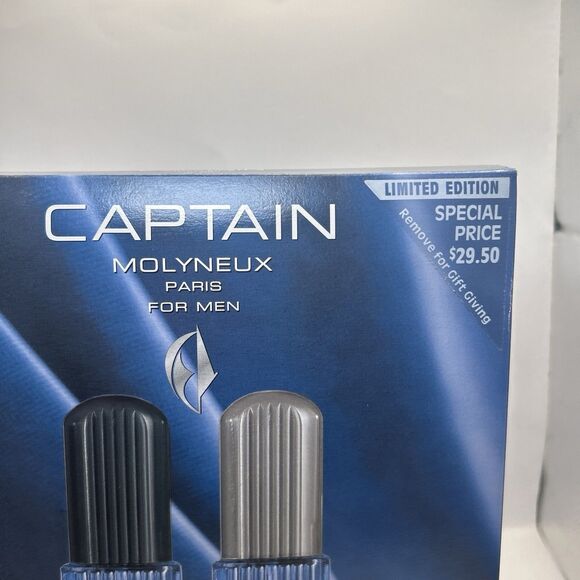 CAPTAIN
MOLYNEUX
PARIS
FOR MEN
LIMITED EDITION
SPECIAL
PRICE
$29.50
Remove for Gift Giving